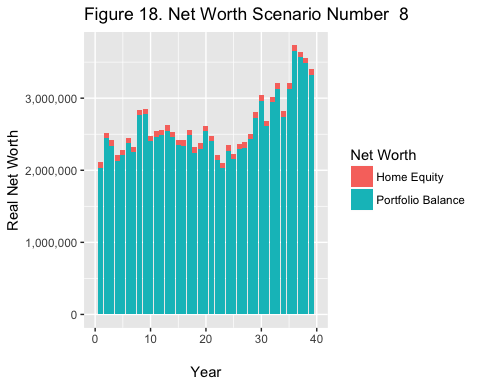 Figure 18. Net Worth Scenario Number  8
Real Net Worth
3,000,000
2,000,000
1,000,000
0
0 10 20 30 40
Year
Net Worth
Home Equity
Portfolio Balance